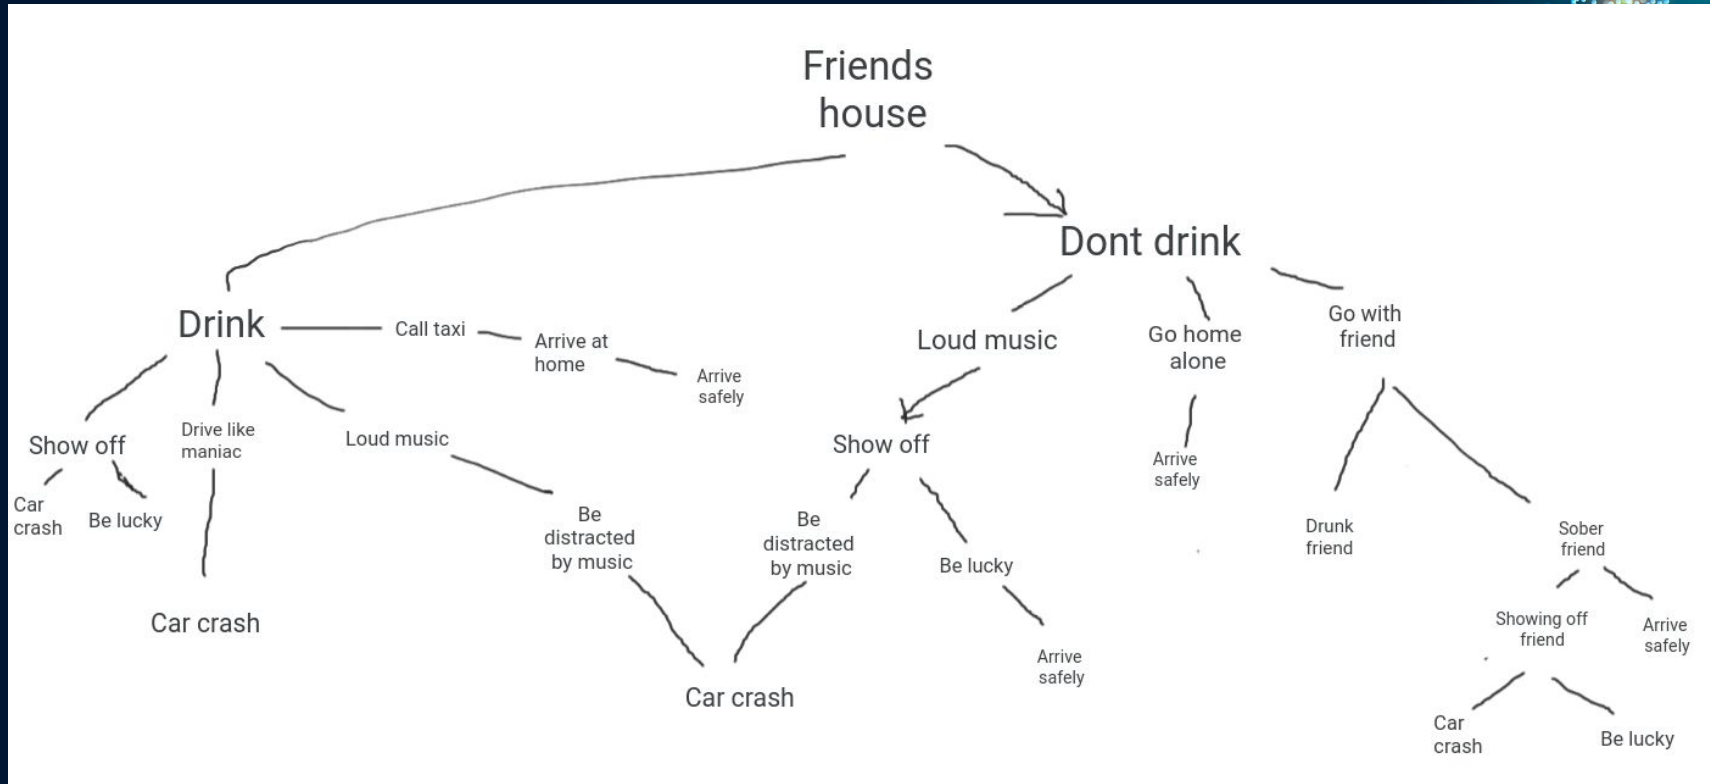 Friends
house
Dont drink
Drink
Call taxi
Arrive at
home
Arrive
safely
Loud music
Go home
alone
Go with
friend
Show off
Drive like
maniac
Loud music
Show off
Arrive
safely
Car
crash
Be lucky
Be
distracted
by music
Be
distracted
by music
Be lucky
Drunk
friend
Sober
friend
Car crash
Showing off
friend
Arrive
safely
Arrive
safely
Car crash
Car
crash
Be lucky